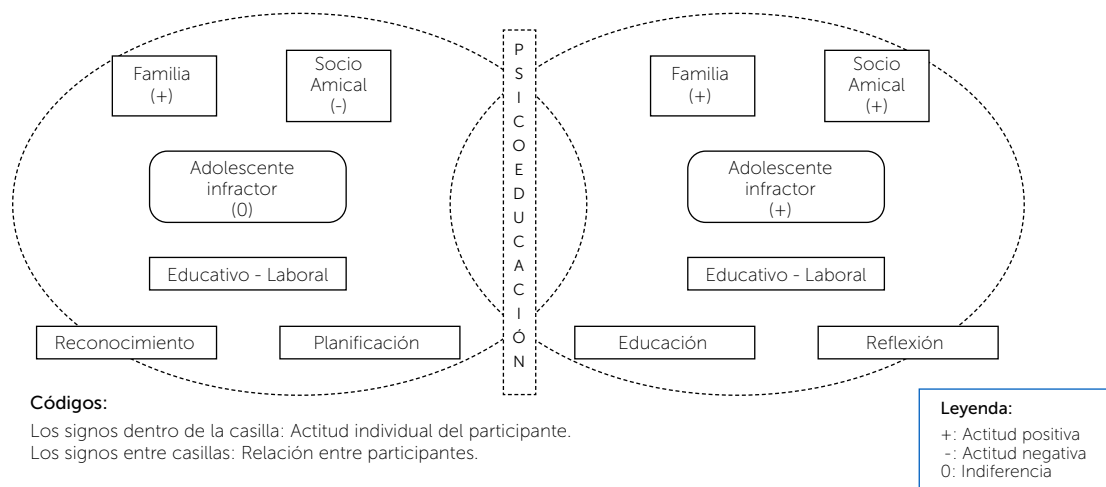 Familia
(+)
Socio
Amical
(-)
Adolescente
infractor
(0)
Educativo - Laboral
Reconocimiento
Planificación
P
S
I
C
O
E
D
U
C
A
C
I
Ó
N
Familia
(+)
Socio
Amical
(+)
Adolescente
infractor
(+)
Educativo - Laboral
Educación
Reflexión
Códigos:
Los signos dentro de la casilla: Actitud individual del participante.
Los signos entre casillas: Relación entre participantes.
Leyenda:
+: Actitud positiva
-: Actitud negativa
0: Indiferencia